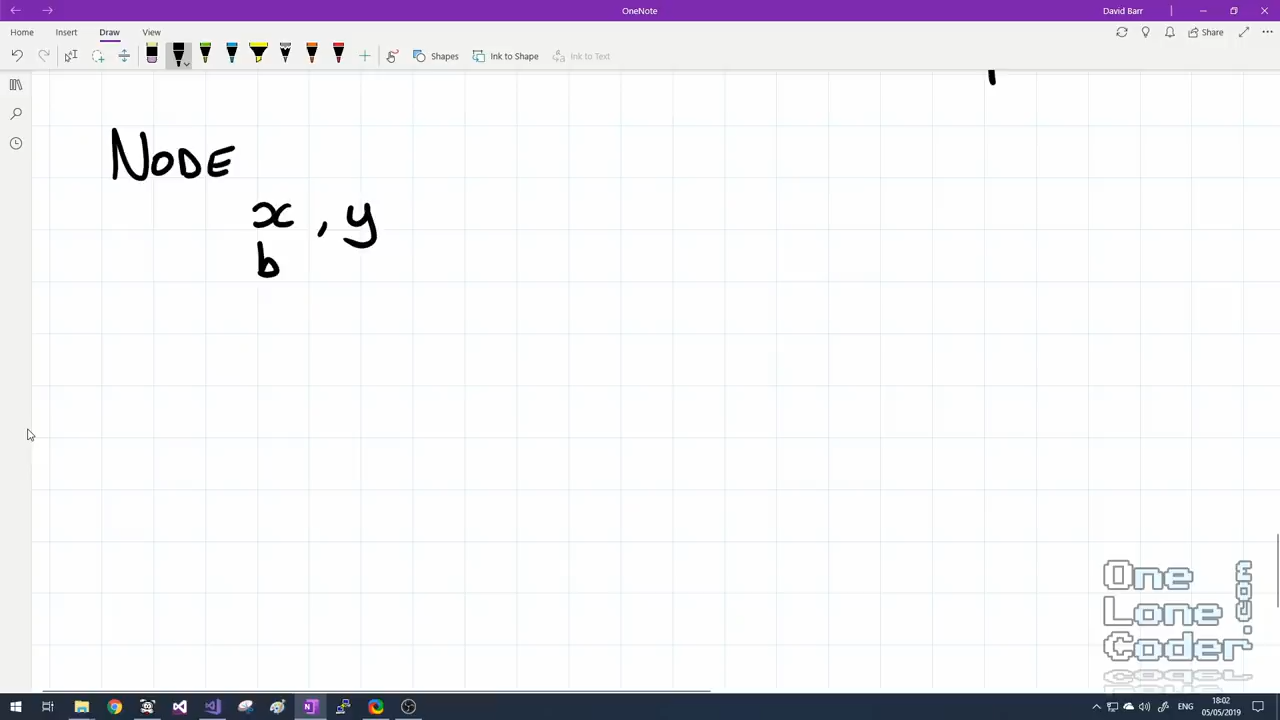 OneNote
David Barr
Home Insert Draw View
Share
Shapes Ink to Shape Ink to Text
NODE
x , y
b
One
Lone
Coder.com
18:02
ENG
05/05/2019